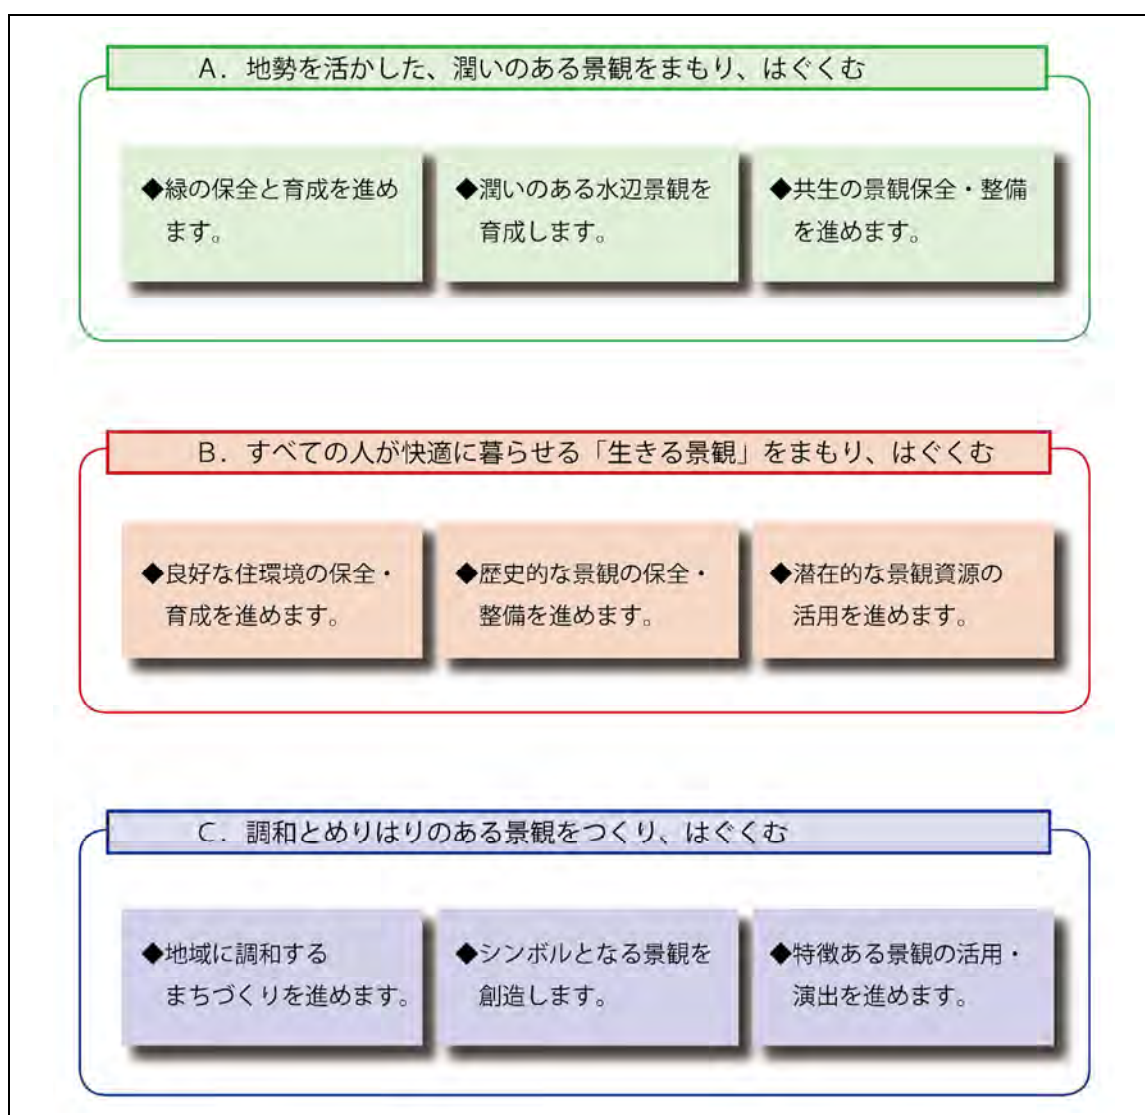 A．地勢を活かした、潤いのある景観をまもり、はぐくむ
◆緑の保全と育成を進め
ます。
◆潤いのある水辺景観を
育成します。
◆共生の景観保全・整備
を進めます。
B．すべての人が快適に暮らせる「生きる景観」をまもり、はぐくむ
◆良好な住環境の保全・
育成を進めます。
◆歴史的な景観の保全・
整備を進めます。
◆潜在的な景観資源の
活用を進めます。
C．調和とめりはりのある景観をつくり、はぐくむ
◆地域に調和する
まちづくりを進めます。
◆シンボルとなる景観を
創造します。
◆特徴ある景観の活用・
演出を進めます。